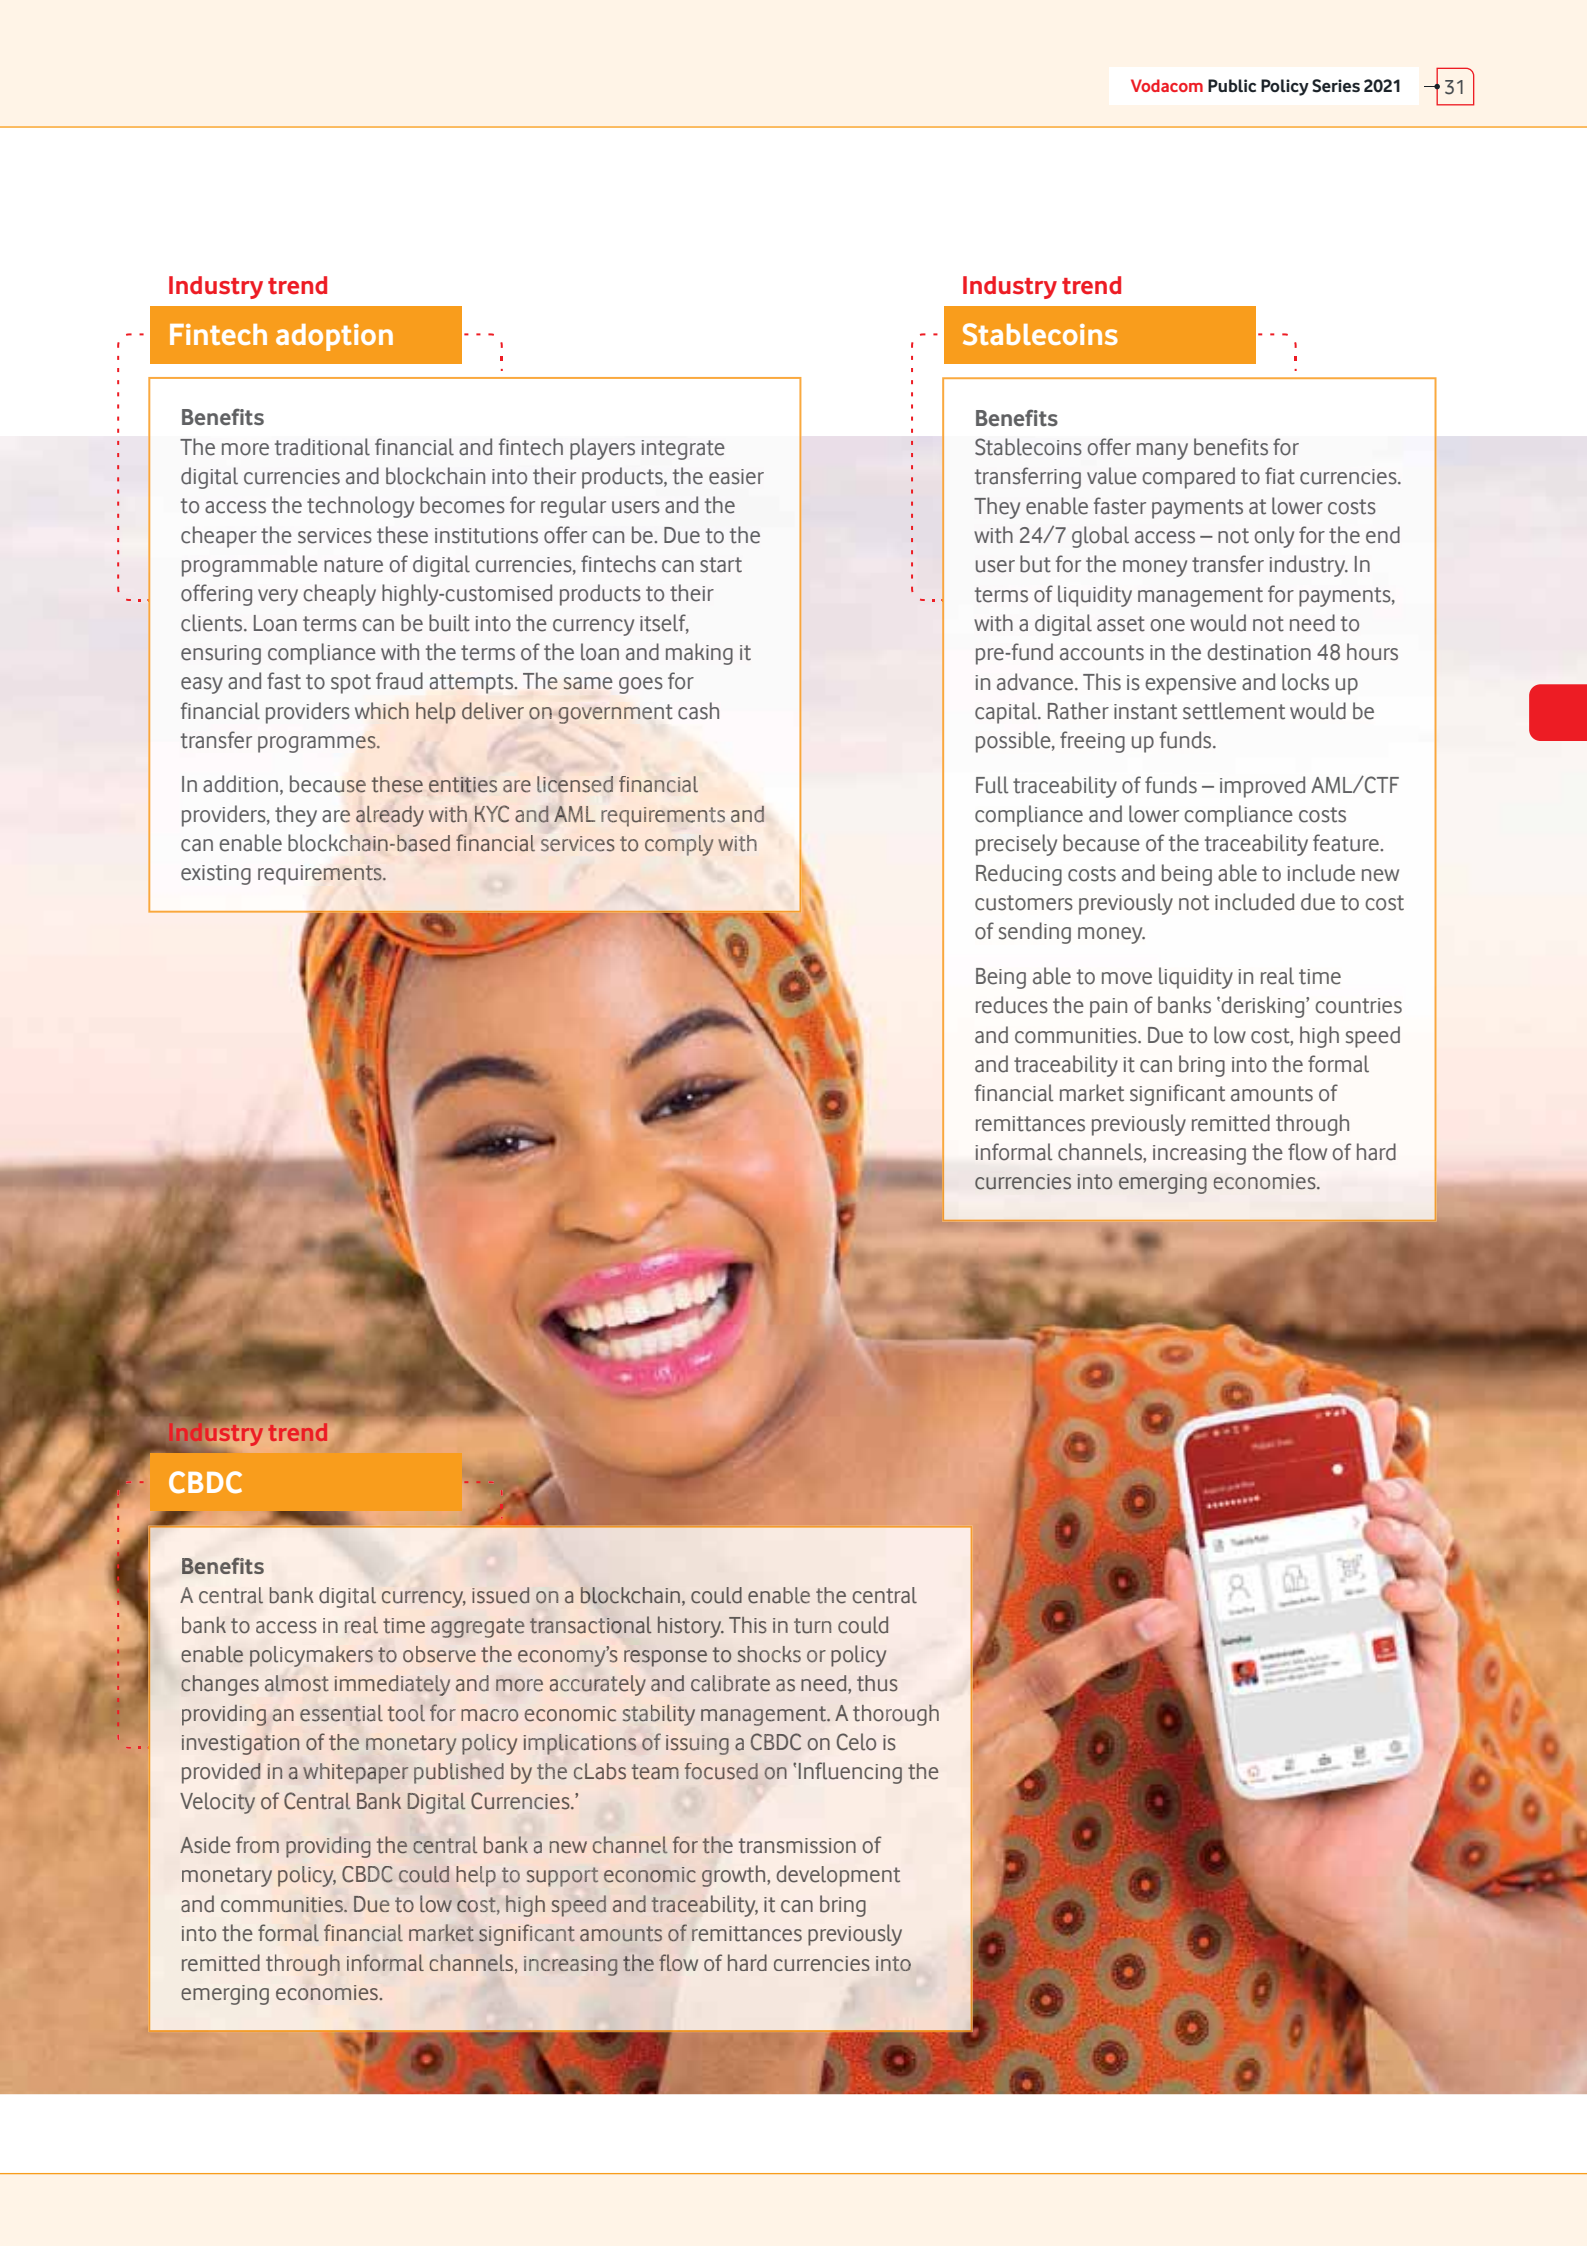 Vodacom Public Policy Series 2021
31
Industry trend
Fintech adoption
Benefits
The more traditional financial and fintech players integrate
digital currencies and blockchain into their products, the easier
to access the technology becomes for regular users and the
cheaper the services these institutions offer can be. Due to the
programmable nature of digital currencies, fintechs can start
offering very cheaply highly-customised products to their
clients. Loan terms can be built into the currency itself,
ensuring compliance with the terms of the loan and making it
easy and fast to spot fraud attempts. The same goes for
financial providers which help deliver on government cash
transfer programmes.
In addition, because these entities are licensed financial
providers, they are already with KYC and AML requirements and
can enable blockchain-based financial services to comply with
existing requirements.
Industry trend
Stablecoins
Benefits
Stablecoins offer many benefits for
transferring value compared to fiat currencies.
They enable faster payments at lower costs
with 24/7 global access – not only for the end
user but for the money transfer industry. In
terms of liquidity management for payments,
with a digital asset one would not need to
pre-fund accounts in the destination 48 hours
in advance. This is expensive and locks up
capital. Rather instant settlement would be
possible, freeing up funds.
Full traceability of funds – improved AML/CTF
compliance and lower compliance costs
precisely because of the traceability feature.
Reducing costs and being able to include new
customers previously not included due to cost
of sending money.
Being able to move liquidity in real time
reduces the pain of banks ‘derisking’ countries
and communities. Due to low cost, high speed
and traceability it can bring into the formal
financial market significant amounts of
remittances previously remitted through
informal channels, increasing the flow of hard
currencies into emerging economies.
Industry trend
CBDC
Benefits
A central bank digital currency, issued on a blockchain, could enable the central
bank to access in real time aggregate transactional history. This in turn could
enable policymakers to observe the economy’s response to shocks or policy
changes almost immediately and more accurately and calibrate as need, thus
providing an essential tool for macro economic stability management. A thorough
investigation of the monetary policy implications of issuing a CBDC on Celo is
provided in a whitepaper published by the cLabs team focused on ‘Influencing the
Velocity of Central Bank Digital Currencies.’
Aside from providing the central bank a new channel for the transmission of
monetary policy, CBDC could help to support economic growth, development
and communities. Due to low cost, high speed and traceability, it can bring
into the formal financial market significant amounts of remittances previously
remitted through informal channels, increasing the flow of hard currencies into
emerging economies.